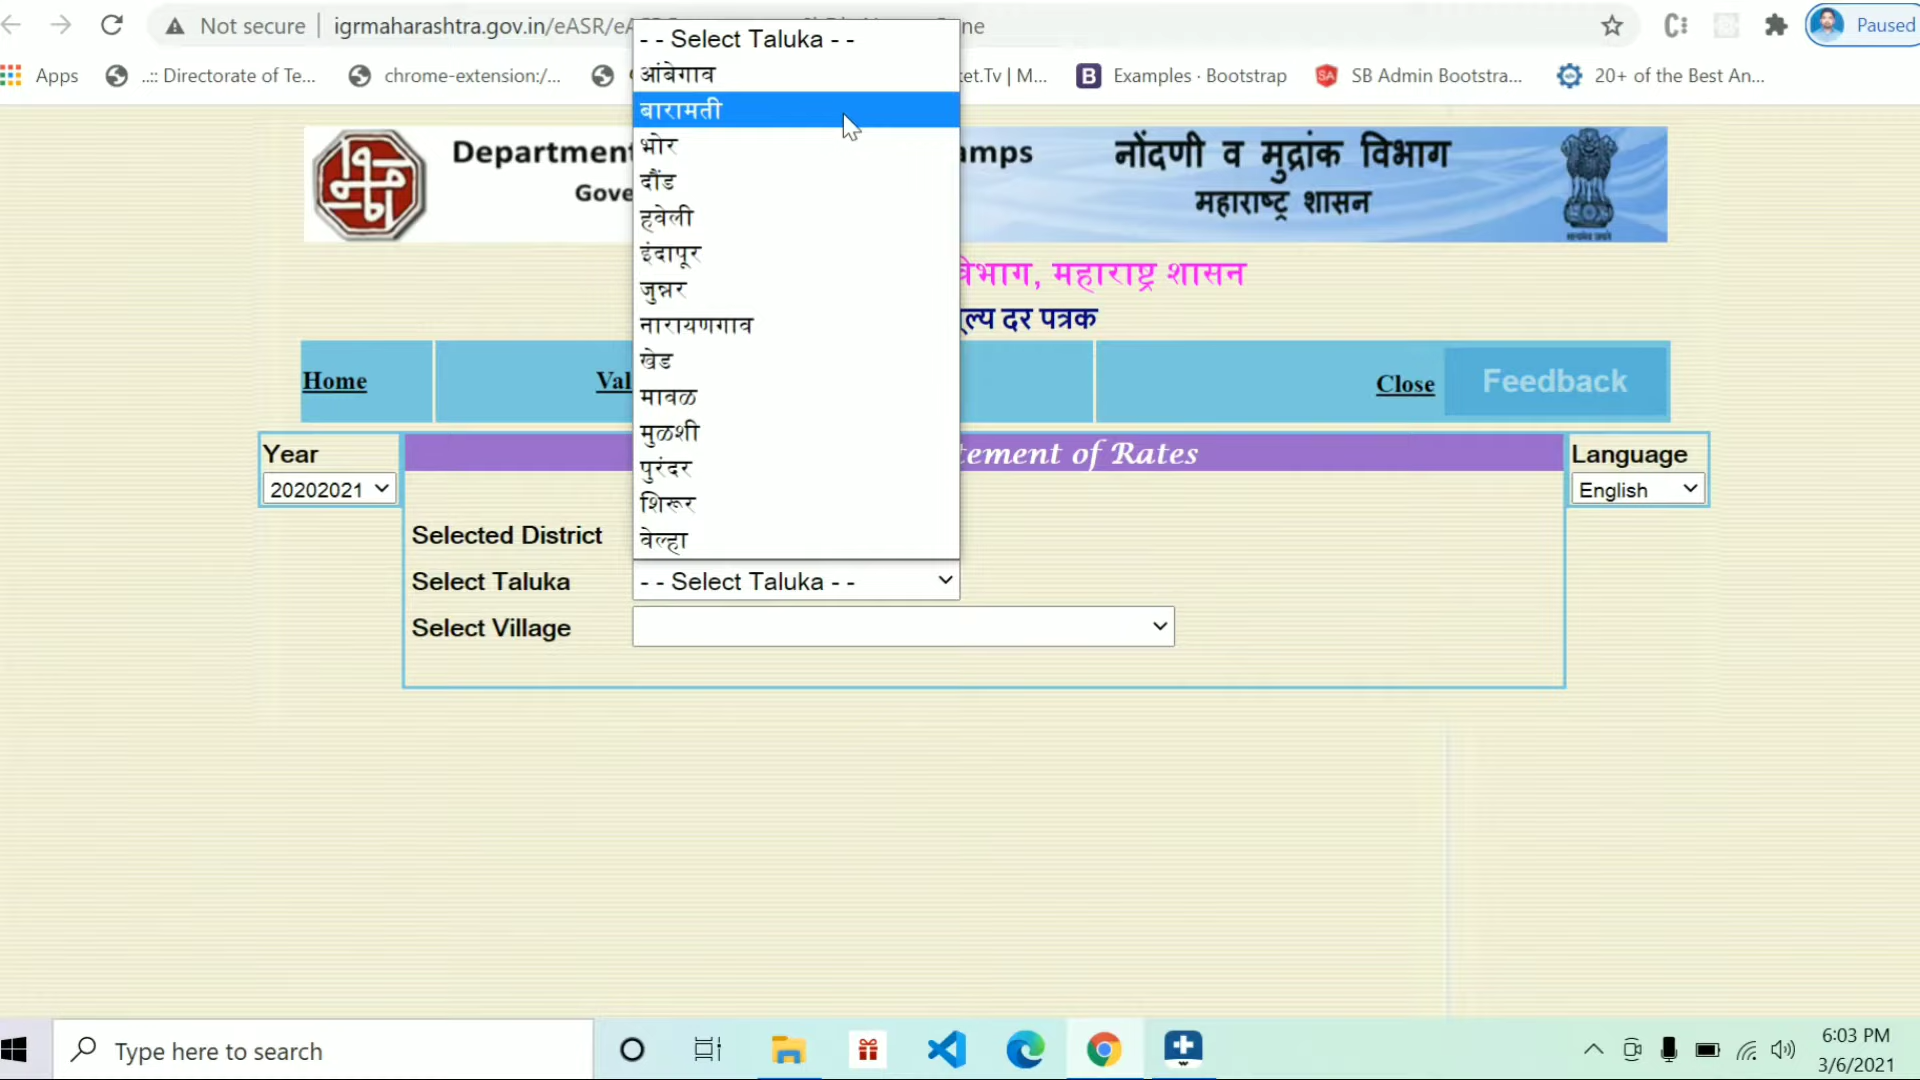 Not secure
igrmaharashtra.gov.in/eASR/eA
ne
Paused
Apps
..:: Directorate of Te...
chrome-extension:/...
et.Tv | M...
Examples · Bootstrap
SB Admin Bootstra...
20+ of the Best An...
- - Select Taluka - -
आंबेगाव
बारामती
भोर
दौंड
हवेली
इंदापूर
जुन्नर
नारायणगाव
खेड
मावळ
मुळशी
पुरंदर
शिरूर
वेल्हा
Department
amps
Gove
नोंदणी व मुद्रांक विभाग
महाराष्ट्र शासन
विभाग, महाराष्ट्र शासन
मूल्य दर पत्रक
Home
Val
Close
Feedback
Year
20202021
tement of Rates
Language
English
Selected District
Select Taluka
- - Select Taluka - -
Select Village
Type here to search
6:03 PM
3/6/2021